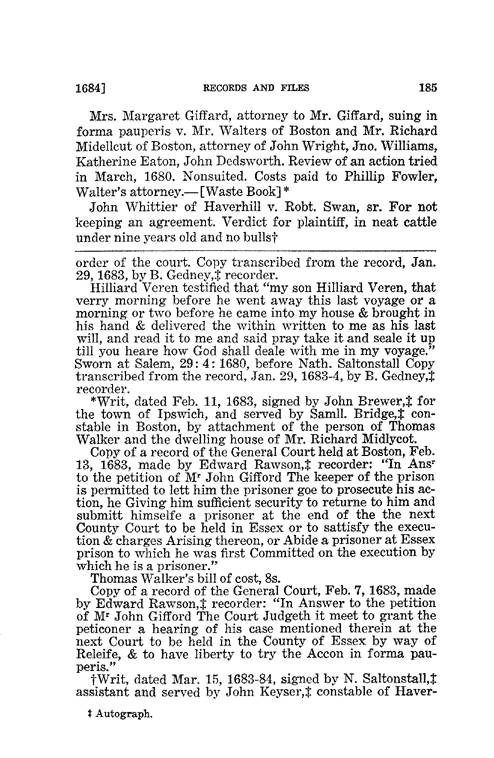 1684] RECORDS AND FILES 185
Mrs. Margaret Giffard, attorney to Mr. Giffard, suing in
forma pauperis v. Mr. Walters of Boston and Mr. Richard
Midellcut of Boston, attorney of John Wright, Jno. Williams,
Katherine Eaton, John Dedsworth. Review of an action tried
in March, 1680. Nonsuited. Costs paid to Phillip Fowler,
Walter's attorney.—[Waste Book]*
John Whittier of Haverhill v. Robt. Swan, sr. For not
keeping an agreement. Verdict for plaintiff, in neat cattle
under nine years old and no bulls†
order of the court. Copy transcribed from the record, Jan.
29, 1683, by B. Gedney,‡ recorder.
Hilliard Veren testified that "my son Hilliard Veren, that
verry morning before he went away this last voyage or a
morning or two before he came into my house & brought in
his hand & delivered the within written to me as his last
will, and read it to me and said pray take it and seale it up
till you heare how God shall deale with me in my voyage."
Sworn at Salem, 29: 4: 1680, before Nath. Saltonstall Copy
transcribed from the record, Jan. 29, 1683-4, by B. Gedney,‡
recorder.
*Writ, dated Feb. 11, 1683, signed by John Brewer,‡ for
the town of Ipswich, and served by Samll. Bridge,‡ con-
stable in Boston, by attachment of the person of Thomas
Walker and the dwelling house of Mr. Richard Midlycot.
Copy of a record of the General Court held at Boston, Feb.
13, 1683, made by Edward Rawson,‡ recorder: "In Ansʳ
to the petition of Mʳ John Gifford The keeper of the prison
is permitted to lett him the prisoner goe to prosecute his ac-
tion, he Giving him sufficient security to returne to him and
submitt himselfe a prisoner at the end of the the next
County Court to be held in Essex or to sattisfy the execu-
tion & charges Arising thereon, or Abide a prisoner at Essex
prison to which he was first Committed on the execution by
which he is a prisoner."
Thomas Walker's bill of cost, 8s.
Copy of a record of the General Court, Feb. 7, 1683, made
by Edward Rawson,‡ recorder: "In Answer to the petition
of Mʳ John Gifford The Court Judgeth it meet to grant the
peticoner a hearing of his case mentioned therein at the
next Court to be held in the County of Essex by way of
Releife, & to have liberty to try the Accon in forma pau-
peris."
†Writ, dated Mar. 15, 1683-84, signed by N. Saltonstall,‡
assistant and served by John Keyser,‡ constable of Haver-
‡ Autograph.